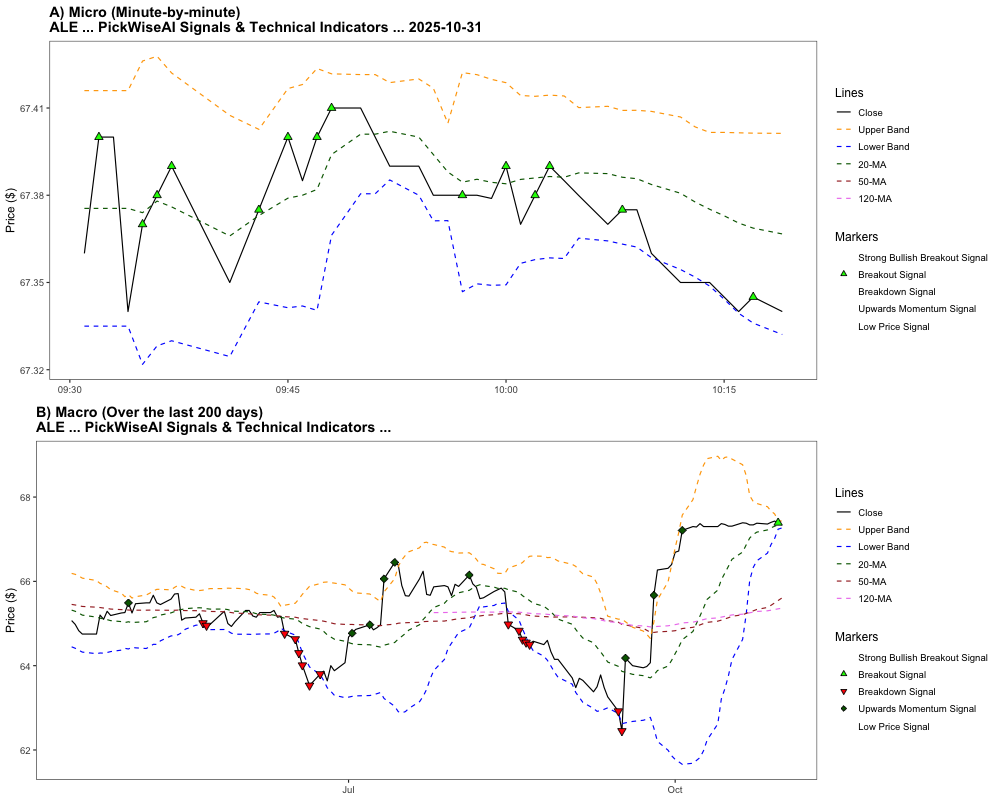 A) Micro (Minute-by-minute)
ALE ... PickWiseAI Signals & Technical Indicators ... 2025-10-31
Price ($)
67.41
67.38
67.35
67.32
09:30
09:45
10:00
10:15
Lines
Close
Upper Band
Lower Band
20-MA
50-MA
120-MA
Markers
Strong Bullish Breakout Signal
Breakout Signal
Breakdown Signal
Upwards Momentum Signal
Low Price Signal
B) Macro (Over the last 200 days)
ALE ... PickWiseAI Signals & Technical Indicators ...
Price ($)
68
66
64
62
Jul
Oct
Lines
Close
Upper Band
Lower Band
20-MA
50-MA
120-MA
Markers
Strong Bullish Breakout Signal
Breakout Signal
Breakdown Signal
Upwards Momentum Signal
Low Price Signal